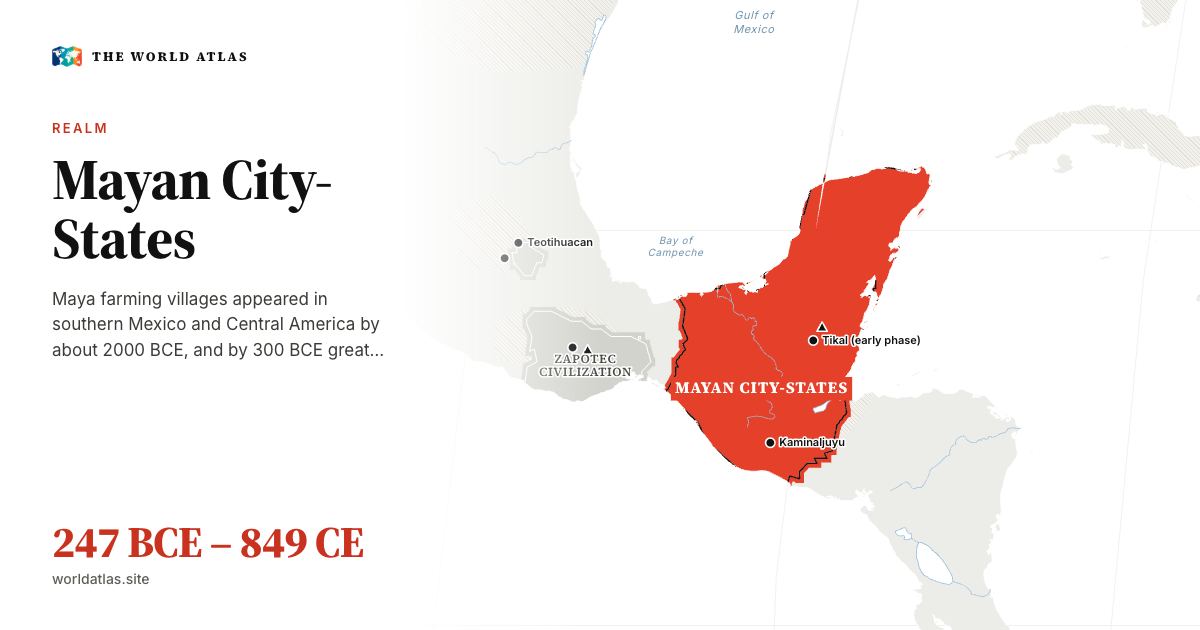 THE WORLD ATLAS
REALM
Mayan City-
States
Maya farming villages appeared in
southern Mexico and Central America by
about 2000 BCE, and by 300 BCE great...
247 BCE – 849 CE
worldatlas.site
Gulf of
Mexico
Bay of
Campeche
Teotihuacan
ZAPOTEC
CIVILIZATION
Tikal (early phase)
MAYAN CITY-STATES
Kaminaljuyu